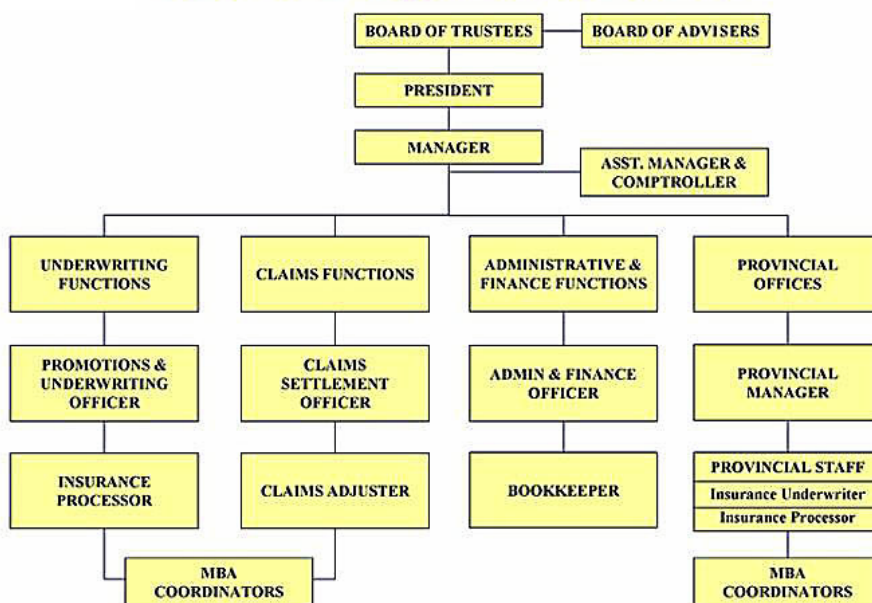 BOARD OF TRUSTEES
BOARD OF ADVISERS
PRESIDENT
MANAGER
ASST. MANAGER &
COMPTROLLER
UNDERWRITING
FUNCTIONS
CLAIMS FUNCTIONS
ADMINISTRATIVE &
FINANCE FUNCTIONS
PROVINCIAL
OFFICES
PROMOTIONS &
UNDERWRITING
OFFICER
CLAIMS
SETTLEMENT
OFFICER
ADMIN & FINANCE
OFFICER
PROVINCIAL
MANAGER
INSURANCE
PROCESSOR
CLAIMS ADJUSTER
BOOKKEEPER
PROVINCIAL STAFF
Insurance Underwriter
Insurance Processor
MBA
COORDINATORS
MBA
COORDINATORS